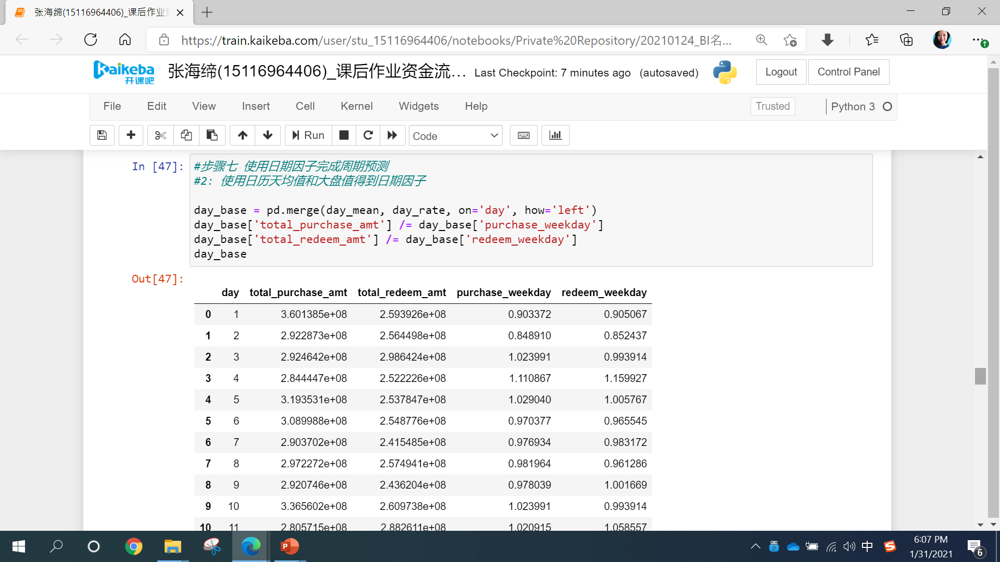 张海缔(15116964406)_课后作业
https://train.kaikeba.com/user/stu_15116964406/notebooks/Private%20Repository/20210124_BI名...
Kaikeba
开课吧
张海缔(15116964406)_课后作业资金流... Last Checkpoint: 7 minutes ago (autosaved)
Logout Control Panel
File Edit View Insert Cell Kernel Widgets Help
Trusted Python 3
Run Code
In [47]:
#步骤七 使用日期因子完成周期预测
#2: 使用日历天均值和大盘值得到日期因子
day_base = pd.merge(day_mean, day_rate, on='day', how='left')
day_base['total_purchase_amt'] /= day_base['purchase_weekday']
day_base['total_redeem_amt'] /= day_base['redeem_weekday']
day_base
Out[47]:
day total_purchase_amt total_redeem_amt purchase_weekday redeem_weekday
0 1 3.601385e+08 2.593926e+08 0.903372 0.905067
1 2 2.922873e+08 2.564498e+08 0.848910 0.852437
2 3 2.924642e+08 2.986424e+08 1.023991 0.993914
3 4 2.844447e+08 2.522226e+08 1.110867 1.159927
4 5 3.193531e+08 2.537847e+08 1.029040 1.005767
5 6 3.089988e+08 2.548776e+08 0.970377 0.965545
6 7 2.903702e+08 2.415485e+08 0.976934 0.983172
7 8 2.972272e+08 2.574941e+08 0.981964 0.961286
8 9 2.920746e+08 2.436204e+08 0.978039 1.001669
9 10 3.365602e+08 2.609738e+08 1.023991 0.993914
10 11 2.805715e+08 2.882611e+08 1.020915 1.058557
中
6:07 PM
1/31/2021
6